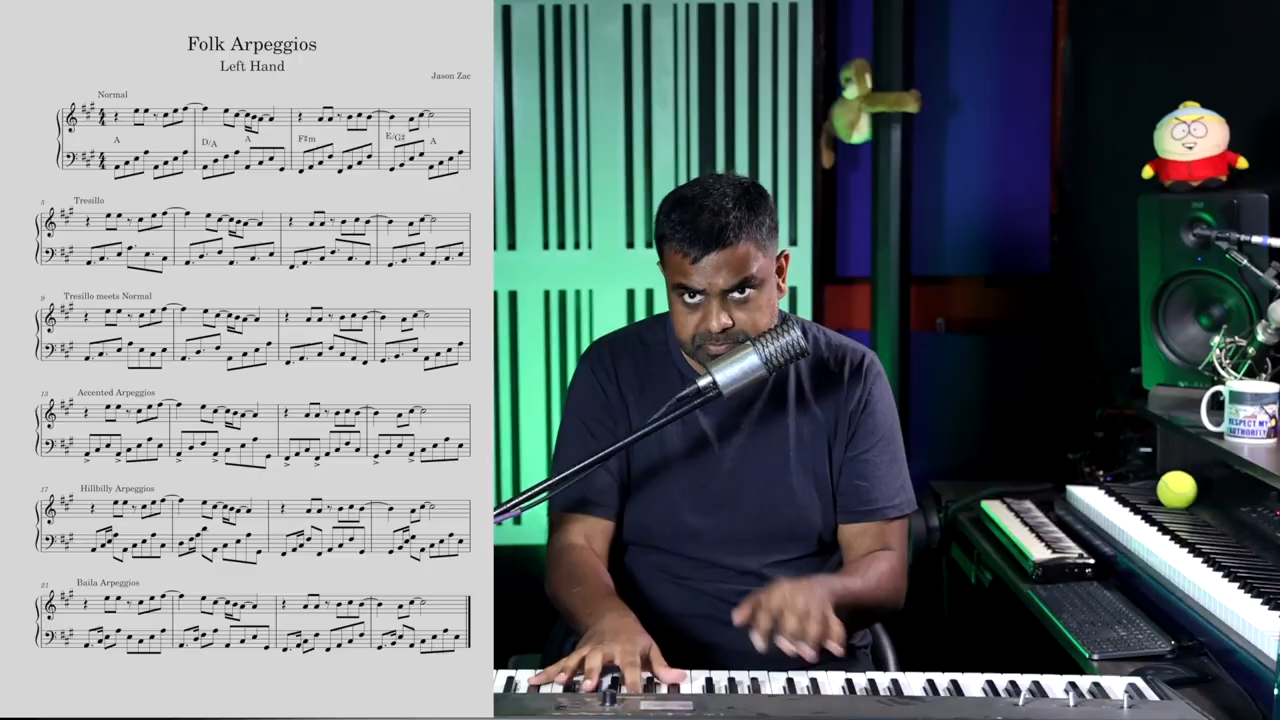 Folk Arpeggios
Left Hand
Jason Zac
Normal
A
D/A
A
F♯m
E/G♯
A
5
Tresillo
9
Tresillo meets Normal
13
Accented Arpeggios
17
Hillbilly Arpeggios
21
Baila Arpeggios
RESPECT MY
AUTHORITY